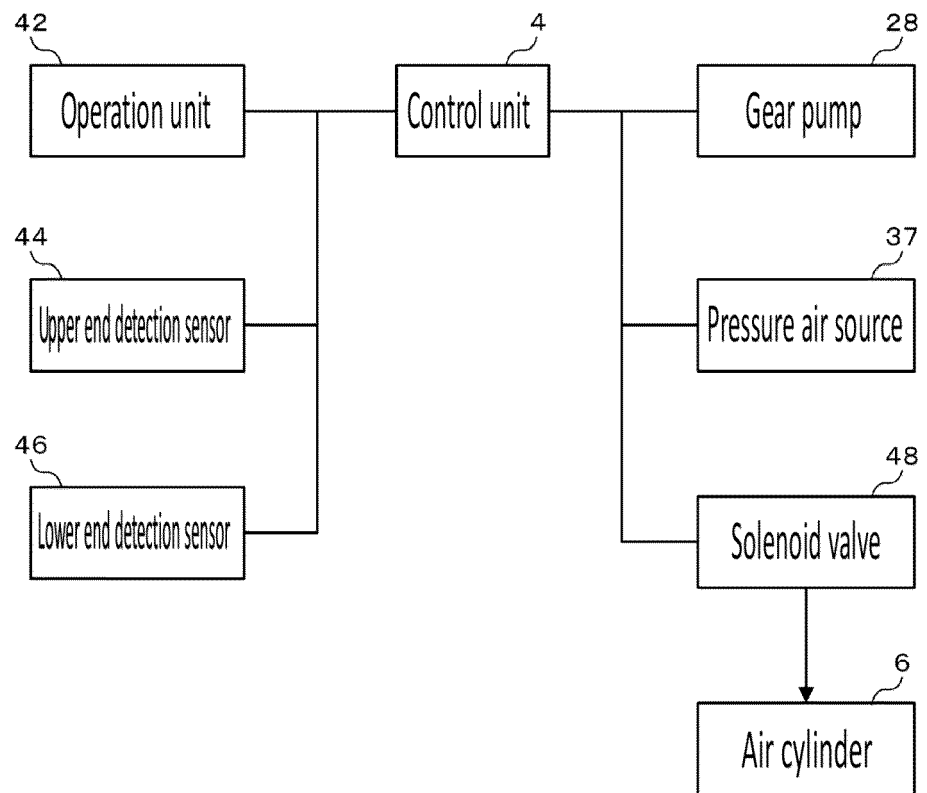 42
Operation unit
4
Control unit
28
Gear pump
44
Upper end detection sensor
37
Pressure air source
46
Lower end detection sensor
48
Solenoid valve
6
Air cylinder